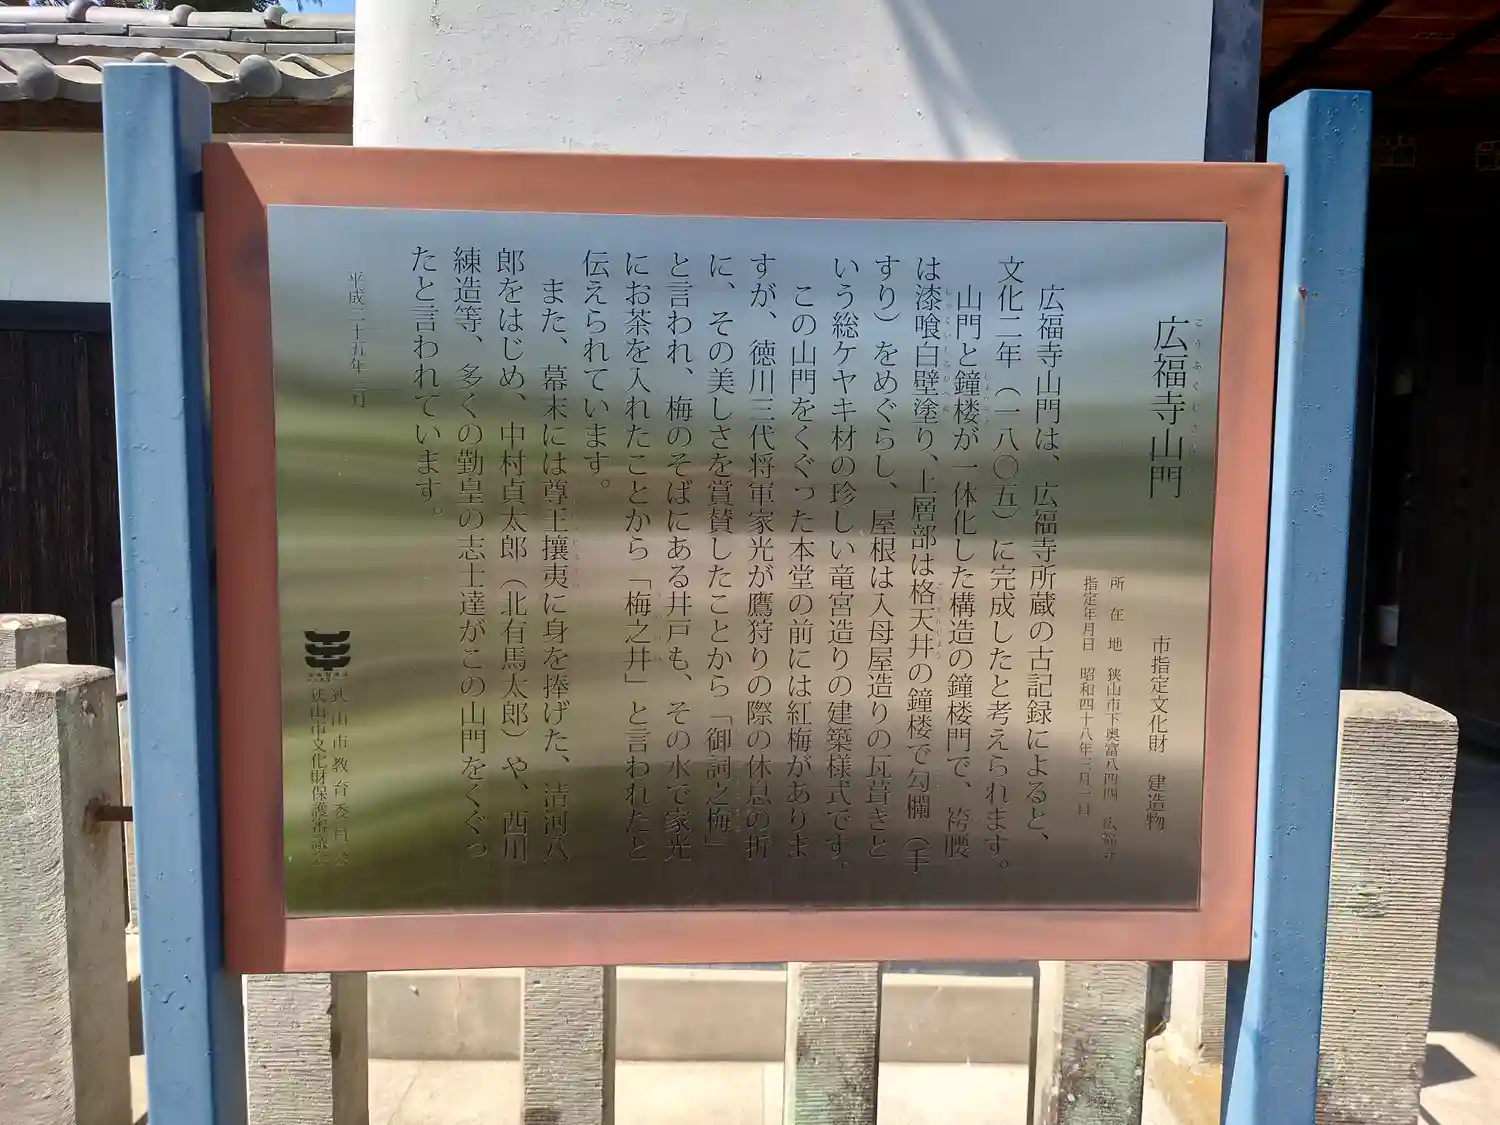 広福寺山門
市指定文化財 建造物
所在地 狭山市下奥富八四四 広福寺
指定年月日 昭和四十八年三月一日
広福寺山門は、広福寺所蔵の古記録によると、
文化二年（一八〇五）に完成したと考えられます。
山門と鐘楼が一体化した構造の鐘楼門で、袴腰
は漆喰白壁塗り、上層部は格天井の鐘楼で勾欄（手
すり）をめぐらし、屋根は入母屋造りの瓦葺きと
いう総ケヤキ材の珍しい竜宮造りの建築様式です。
この山門をくぐった本堂の前には紅梅がありま
すが、徳川三代将軍家光が鷹狩りの際の休息の折
に、その美しさを賞賛したことから「御詞之梅」
と言われ、梅のそばにある井戸も、その水で家光
にお茶を入れたことから「梅之井」と言われたと
伝えられています。
また、幕末には尊王攘夷に身を捧げた、清河八
郎をはじめ、中村貞太郎（北有馬太郎）や、西川
練造等、多くの勤皇の志士達がこの山門をくぐっ
たと言われています。
平成二十五年三月
狭山市教育委員会
狭山市文化財保護審議会